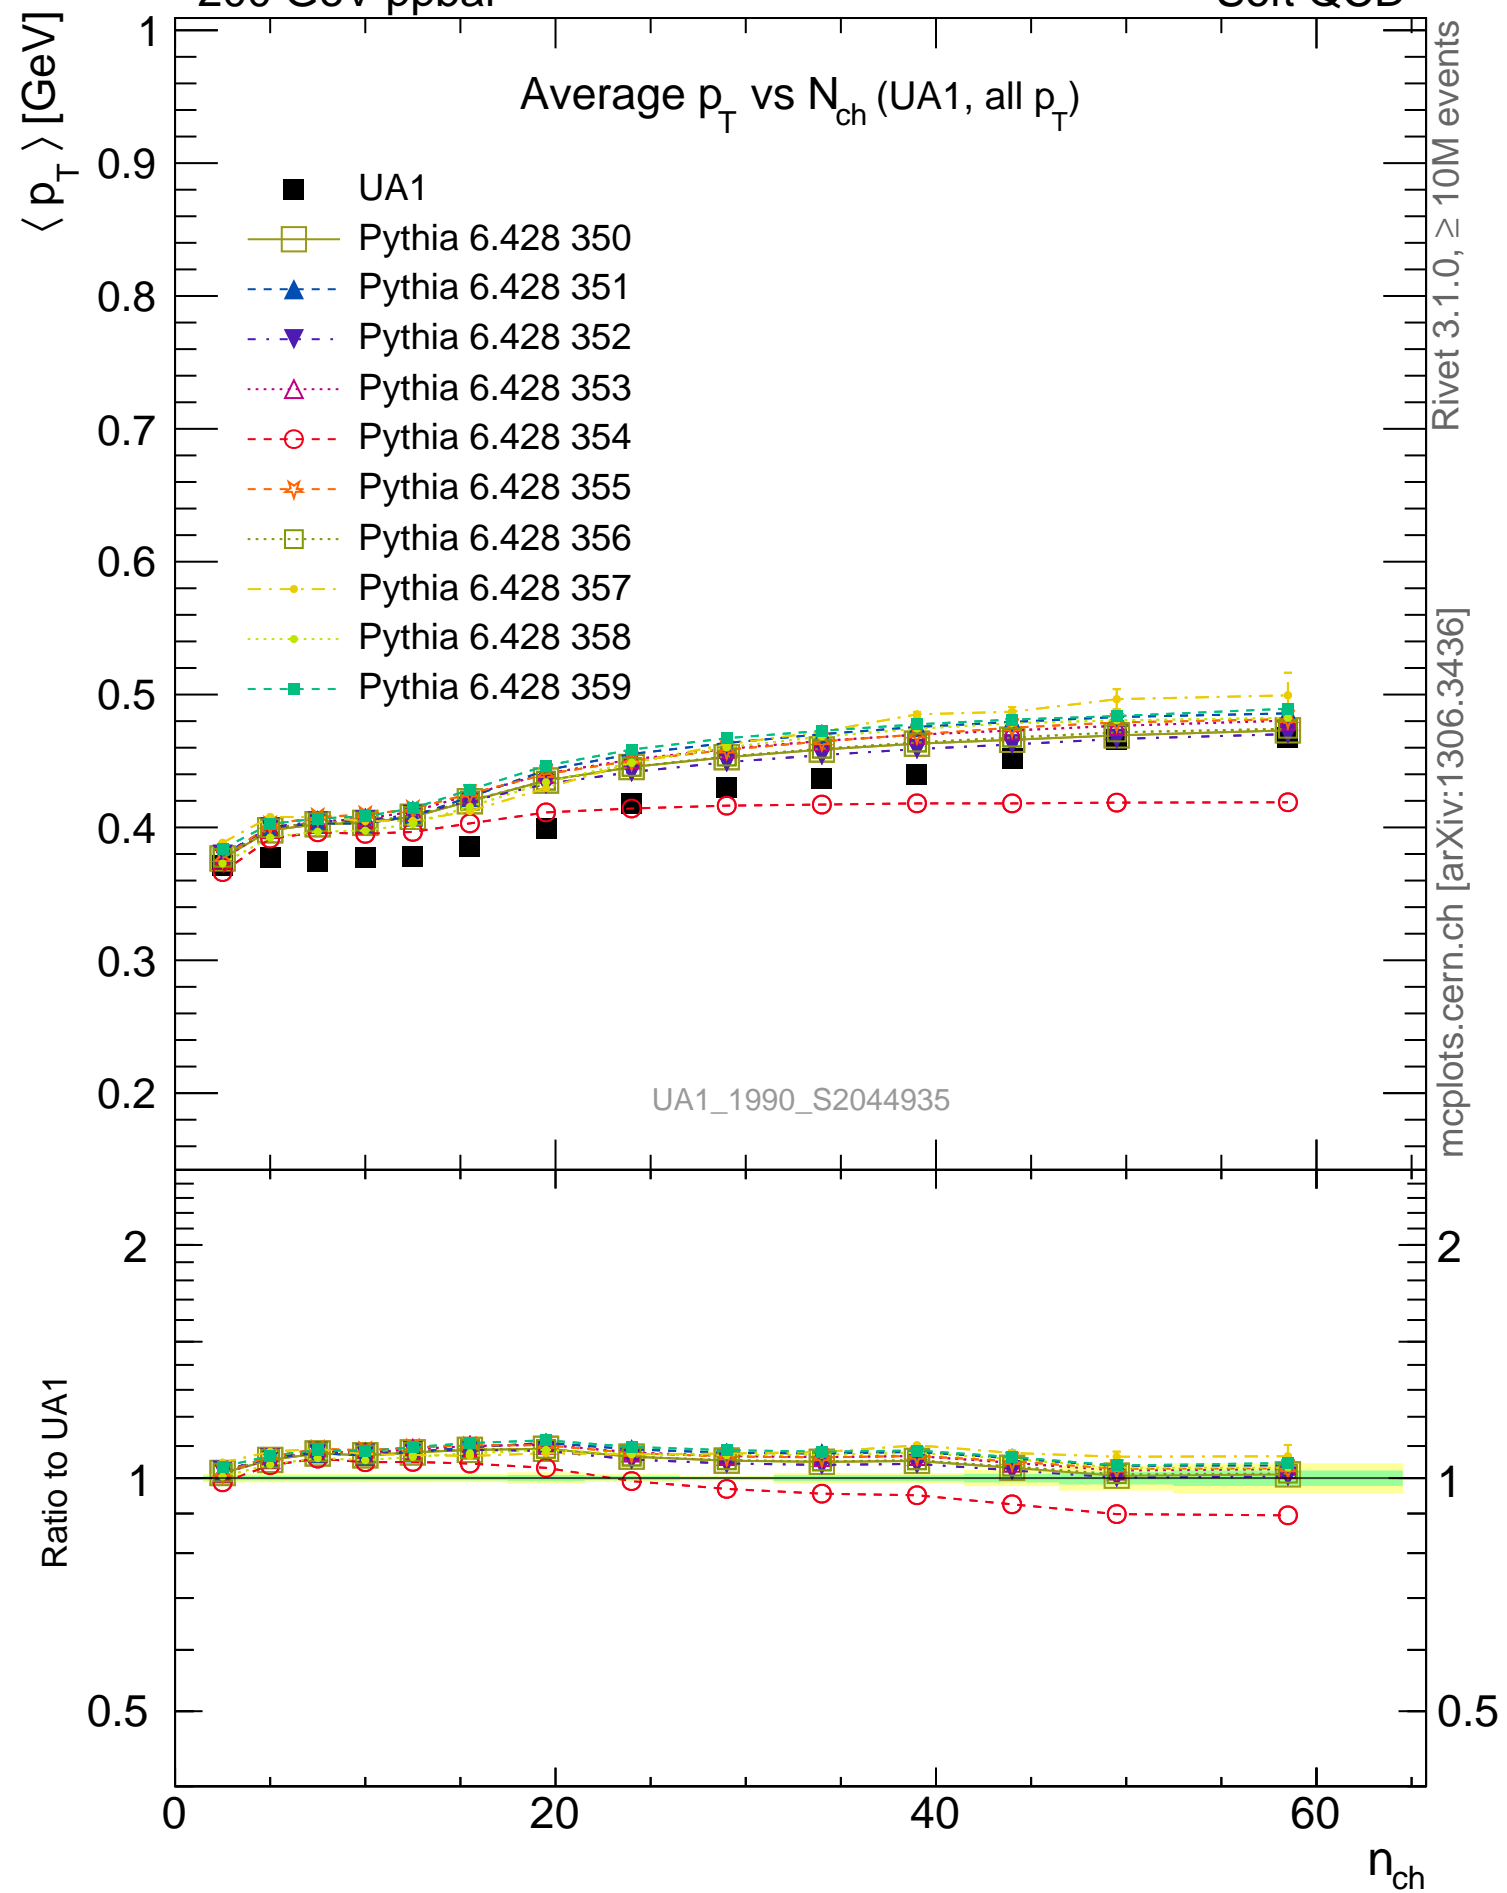 200 GeV ppbar
Soft QCD
Average p_T vs N_ch (UA1, all p_T)
⟨ p_T ⟩ [GeV]
1
0.9
0.8
0.7
0.6
0.5
0.4
0.3
0.2
UA1
Pythia 6.428 350
Pythia 6.428 351
Pythia 6.428 352
Pythia 6.428 353
Pythia 6.428 354
Pythia 6.428 355
Pythia 6.428 356
Pythia 6.428 357
Pythia 6.428 358
Pythia 6.428 359
UA1_1990_S2044935
Rivet 3.1.0, ≥ 10M events
mcplots.cern.ch [arXiv:1306.3436]
Ratio to UA1
2
1
0.5
2
1
0.5
0
20
40
60
n_ch